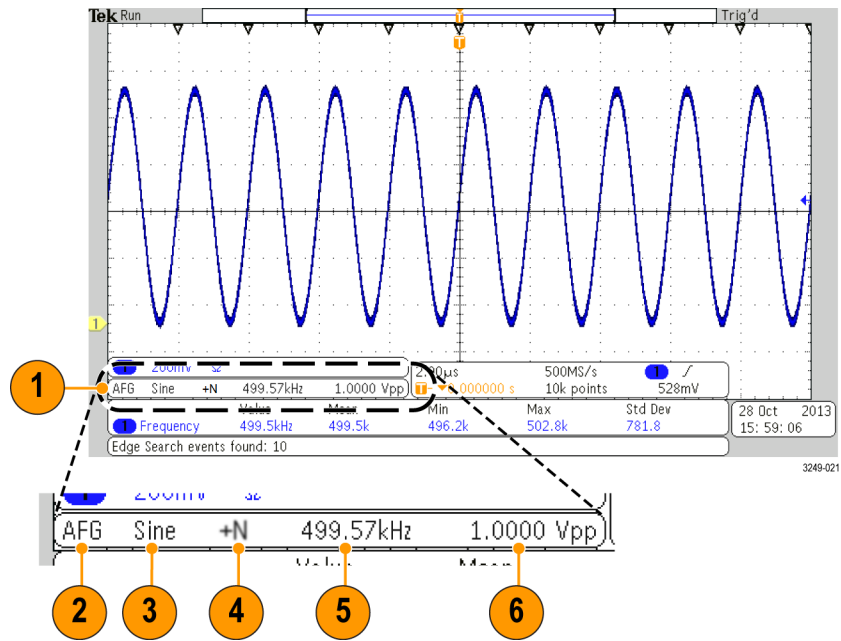 Tek Run Trig'd
T
T
1
1 200mV Ω 2.00µs 500MS/s 1
1
AFG Sine +N 499.57kHz 1.0000 Vpp T 0.000000 s 10k points 528mV
Value Mean Min Max Std Dev
1 Frequency 499.5kHz 499.5k 496.2k 502.8k 781.8
28 Oct 2013
15: 59: 06
Edge Search events found: 10
3249-021
AFG Sine +N 499.57kHz 1.0000 Vpp
2 3 4 5 6